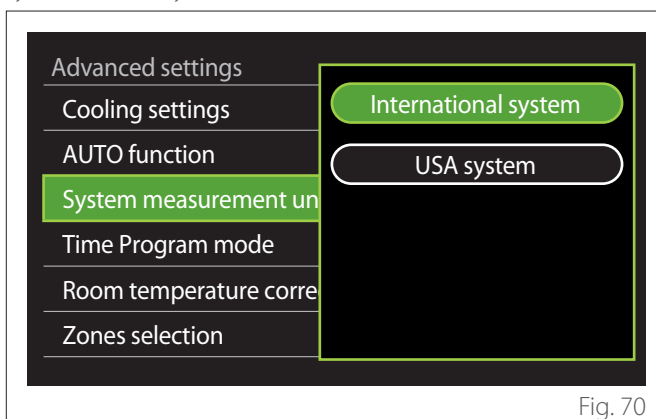 Advanced settings
Cooling settings
AUTO function
System measurement un
Time Program mode
Room temperature corre
Zones selection
International system
USA system
Fig. 70